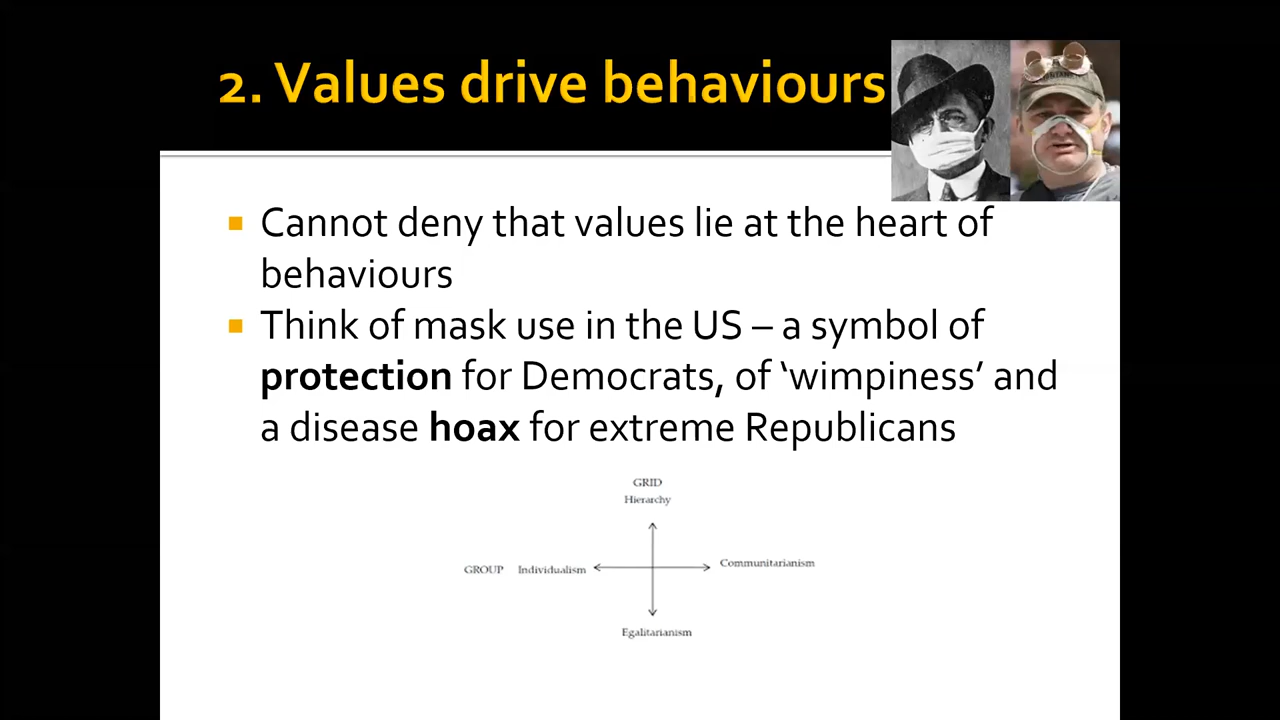 2. Values drive behaviours
Cannot deny that values lie at the heart of
behaviours
Think of mask use in the US – a symbol of
protection for Democrats, of ‘wimpiness’ and
a disease hoax for extreme Republicans
GRID
Hierarchy
GROUP Individualism
Communitarianism
Egalitarianism